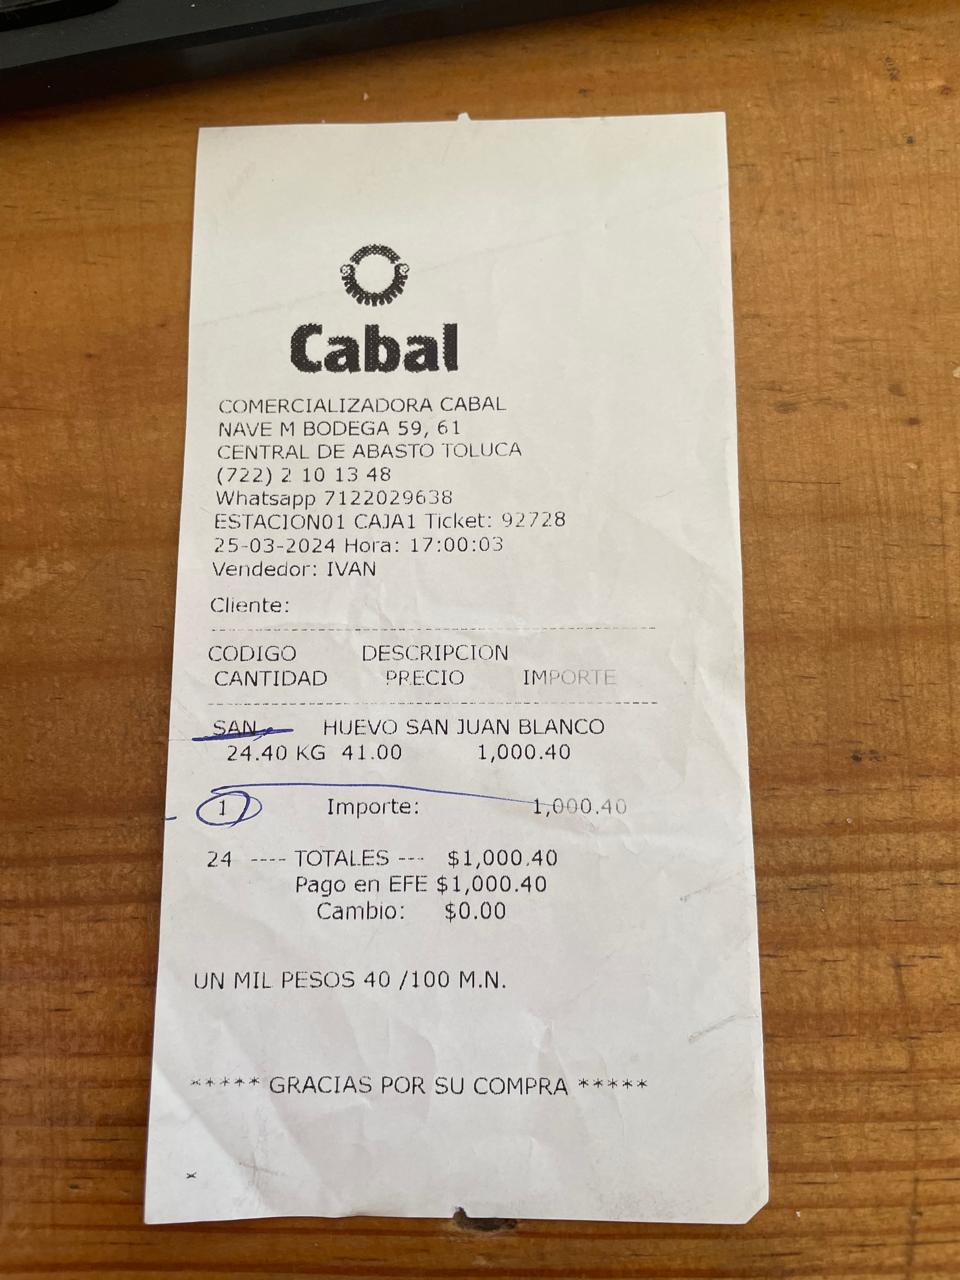 Cabal
COMERCIALIZADORA CABAL
NAVE M BODEGA 59, 61
CENTRAL DE ABASTO TOLUCA
(722) 2 10 13 48
Whatsapp 7122029638
ESTACION01 CAJA1 Ticket: 92728
25-03-2024 Hora: 17:00:03
Vendedor: IVAN
Cliente:
CODIGO DESCRIPCION
CANTIDAD PRECIO IMPORTE
SAN HUEVO SAN JUAN BLANCO
24.40 KG 41.00 1,000.40
1 Importe: 1,000.40
24 ---- TOTALES --- $1,000.40
Pago en EFE $1,000.40
Cambio: $0.00
UN MIL PESOS 40 /100 M.N.
***** GRACIAS POR SU COMPRA *****